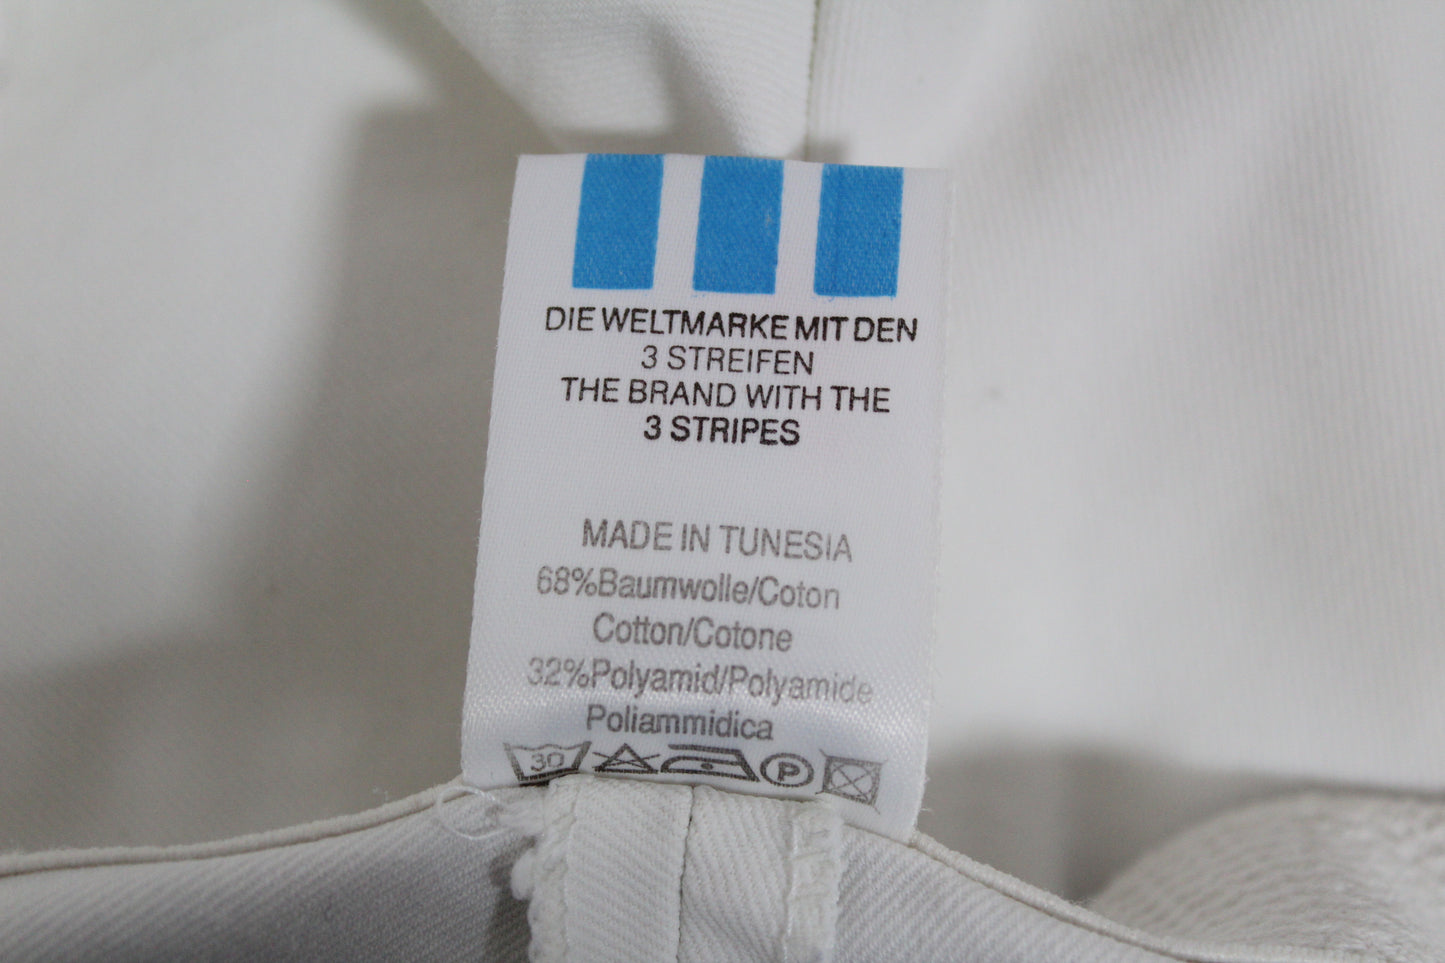 DIE WELTMARKE MIT DEN
3 STREIFEN
THE BRAND WITH THE
3 STRIPES
MADE IN TUNESIA
68%Baumwolle/Coton
Cotton/Cotone
32%Polyamid/Polyamide
Poliammidica
30 P